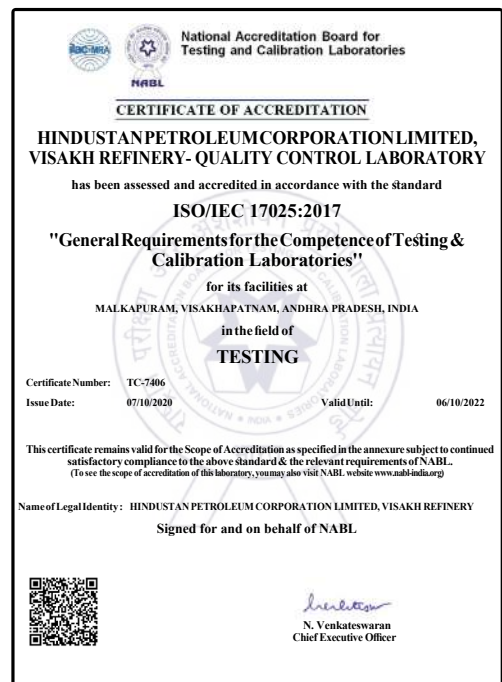 ilac-MRA
NABL
National Accreditation Board for
Testing and Calibration Laboratories
CERTIFICATE OF ACCREDITATION
HINDUSTAN PETROLEUM CORPORATION LIMITED,
VISAKH REFINERY- QUALITY CONTROL LABORATORY
has been assessed and accredited in accordance with the standard
ISO/IEC 17025:2017
"General Requirements for the Competence of Testing &
Calibration Laboratories"
for its facilities at
MALKAPURAM, VISAKHAPATNAM, ANDHRA PRADESH, INDIA
in the field of
TESTING
Certificate Number: TC-7406
Issue Date: 07/10/2020 Valid Until: 06/10/2022
This certificate remains valid for the Scope of Accreditation as specified in the annexure subject to continued
satisfactory compliance to the above standard & the relevant requirements of NABL.
(To see the scope of accreditation of this laboratory, you may also visit NABL website www.nabl-india.org)
Name of Legal Identity : HINDUSTAN PETROLEUM CORPORATION LIMITED, VISAKH REFINERY
Signed for and on behalf of NABL
N. Venkateswaran
Chief Executive Officer